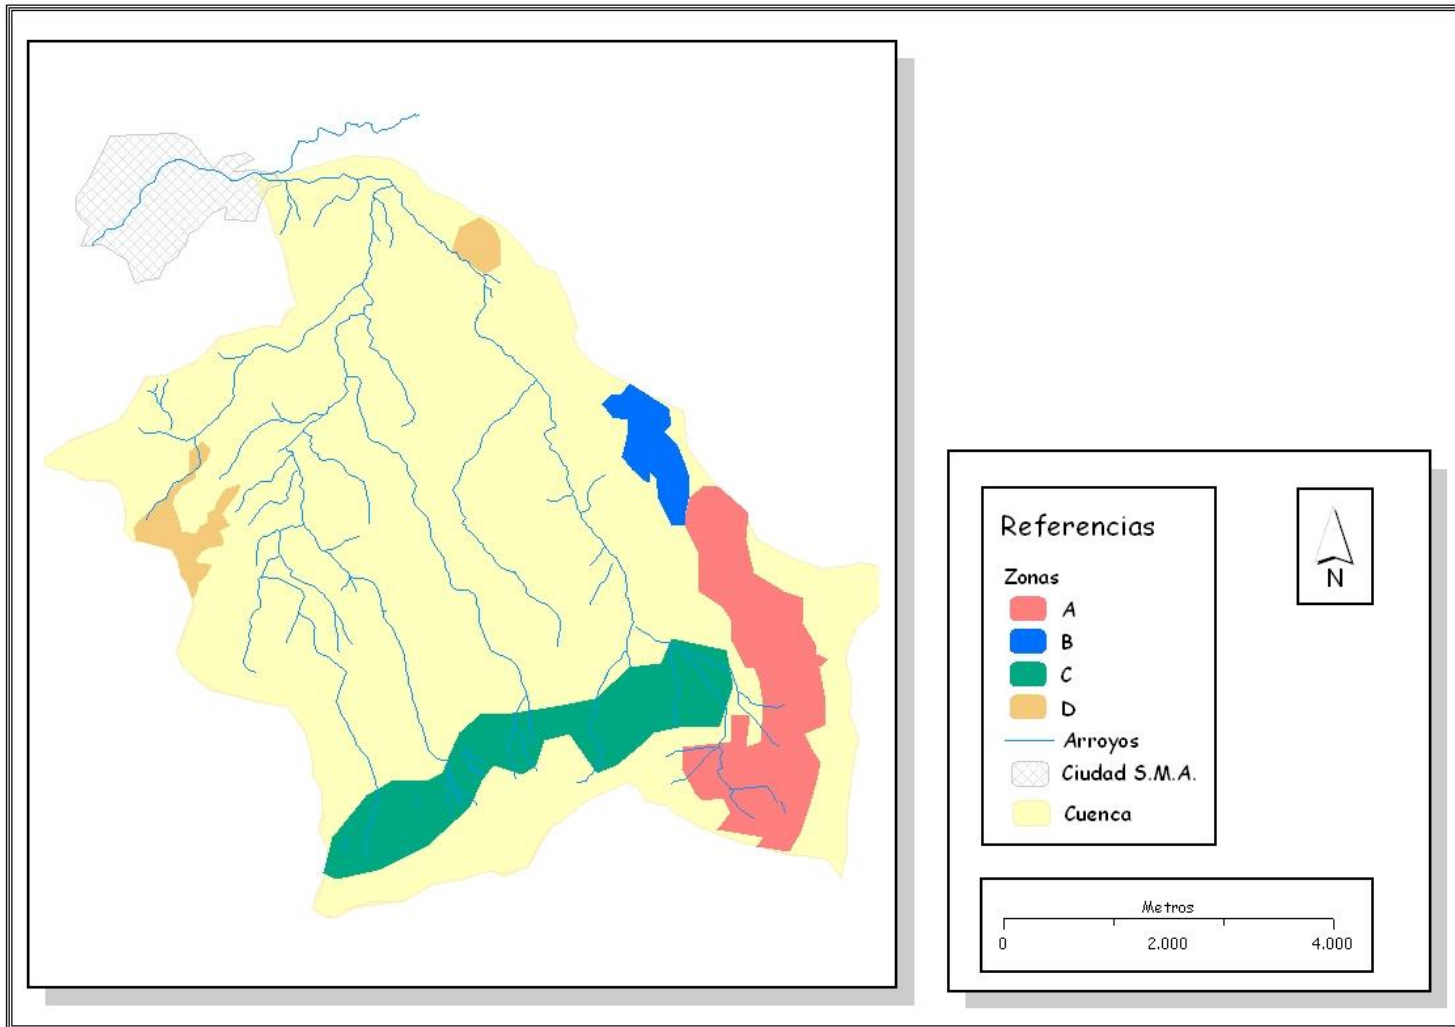 Referencias
Zonas
A
B
C
D
Arroyos
Ciudad S.M.A.
Cuenca
N
Metros
0 2.000 4.000